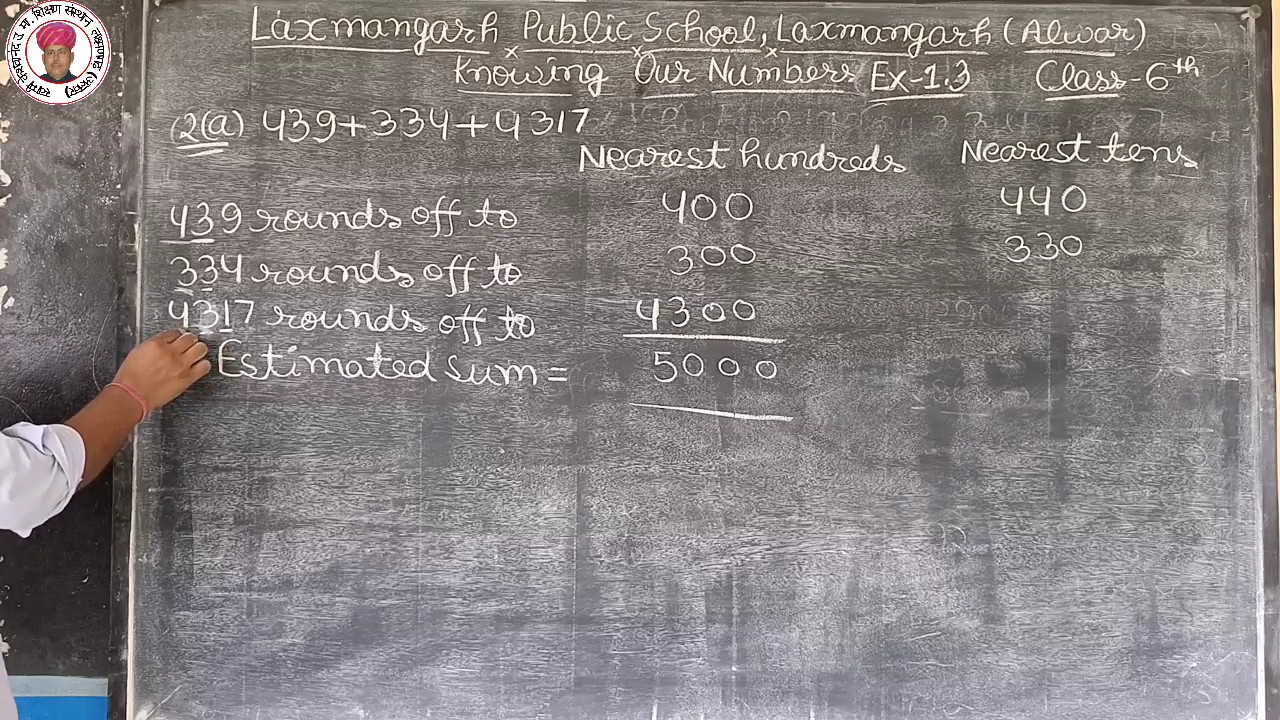 Laxmangarh Public School, Laxmangarh (Alwar)
Knowing Our Numbers Ex-1.3 Class-6th
(2(a) 439+334+4317
Nearest hundreds Nearest tens
439 rounds off to 400 440
334 rounds off to 300 330
4317 rounds off to 4300
Estimated sum = 5000